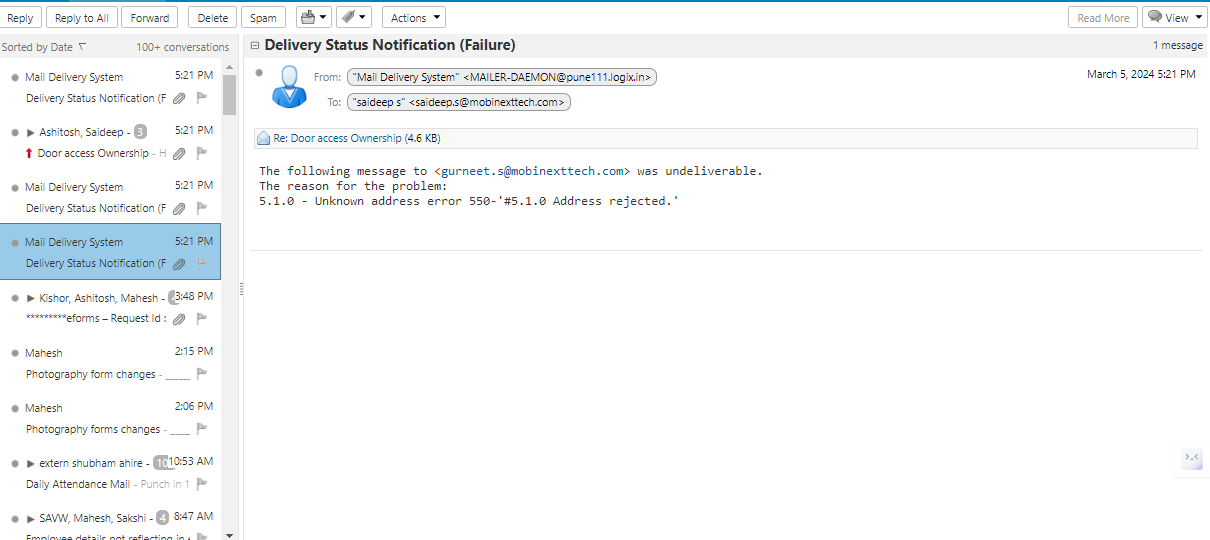 Reply Reply to All Forward Delete Spam Actions Read More View
Sorted by Date 100+ conversations
Mail Delivery System 5:21 PM
Delivery Status Notification (F
Ashitosh, Saideep - 3 5:21 PM
Door access Ownership - H
Mail Delivery System 5:21 PM
Delivery Status Notification (F
Mail Delivery System 5:21 PM
Delivery Status Notification (F
Kishor, Ashitosh, Mahesh - 3:48 PM
*********eforms – Request Id :
Mahesh 2:15 PM
Photography form changes - _____
Mahesh 2:06 PM
Photography forms changes - ____
extern shubham ahire - 10 10:53 AM
Daily Attendance Mail - Punch in 1
SAVW, Mahesh, Sakshi - 4 8:47 AM
Employee details not reflecting in
Delivery Status Notification (Failure) 1 message
From: "Mail Delivery System" <MAILER-DAEMON@pune111.logix.in> March 5, 2024 5:21 PM
To: "saideep s" <saideep.s@mobinexttech.com>
Re: Door access Ownership (4.6 KB)
The following message to <gurneet.s@mobinexttech.com> was undeliverable.
The reason for the problem:
5.1.0 - Unknown address error 550-'#5.1.0 Address rejected.'